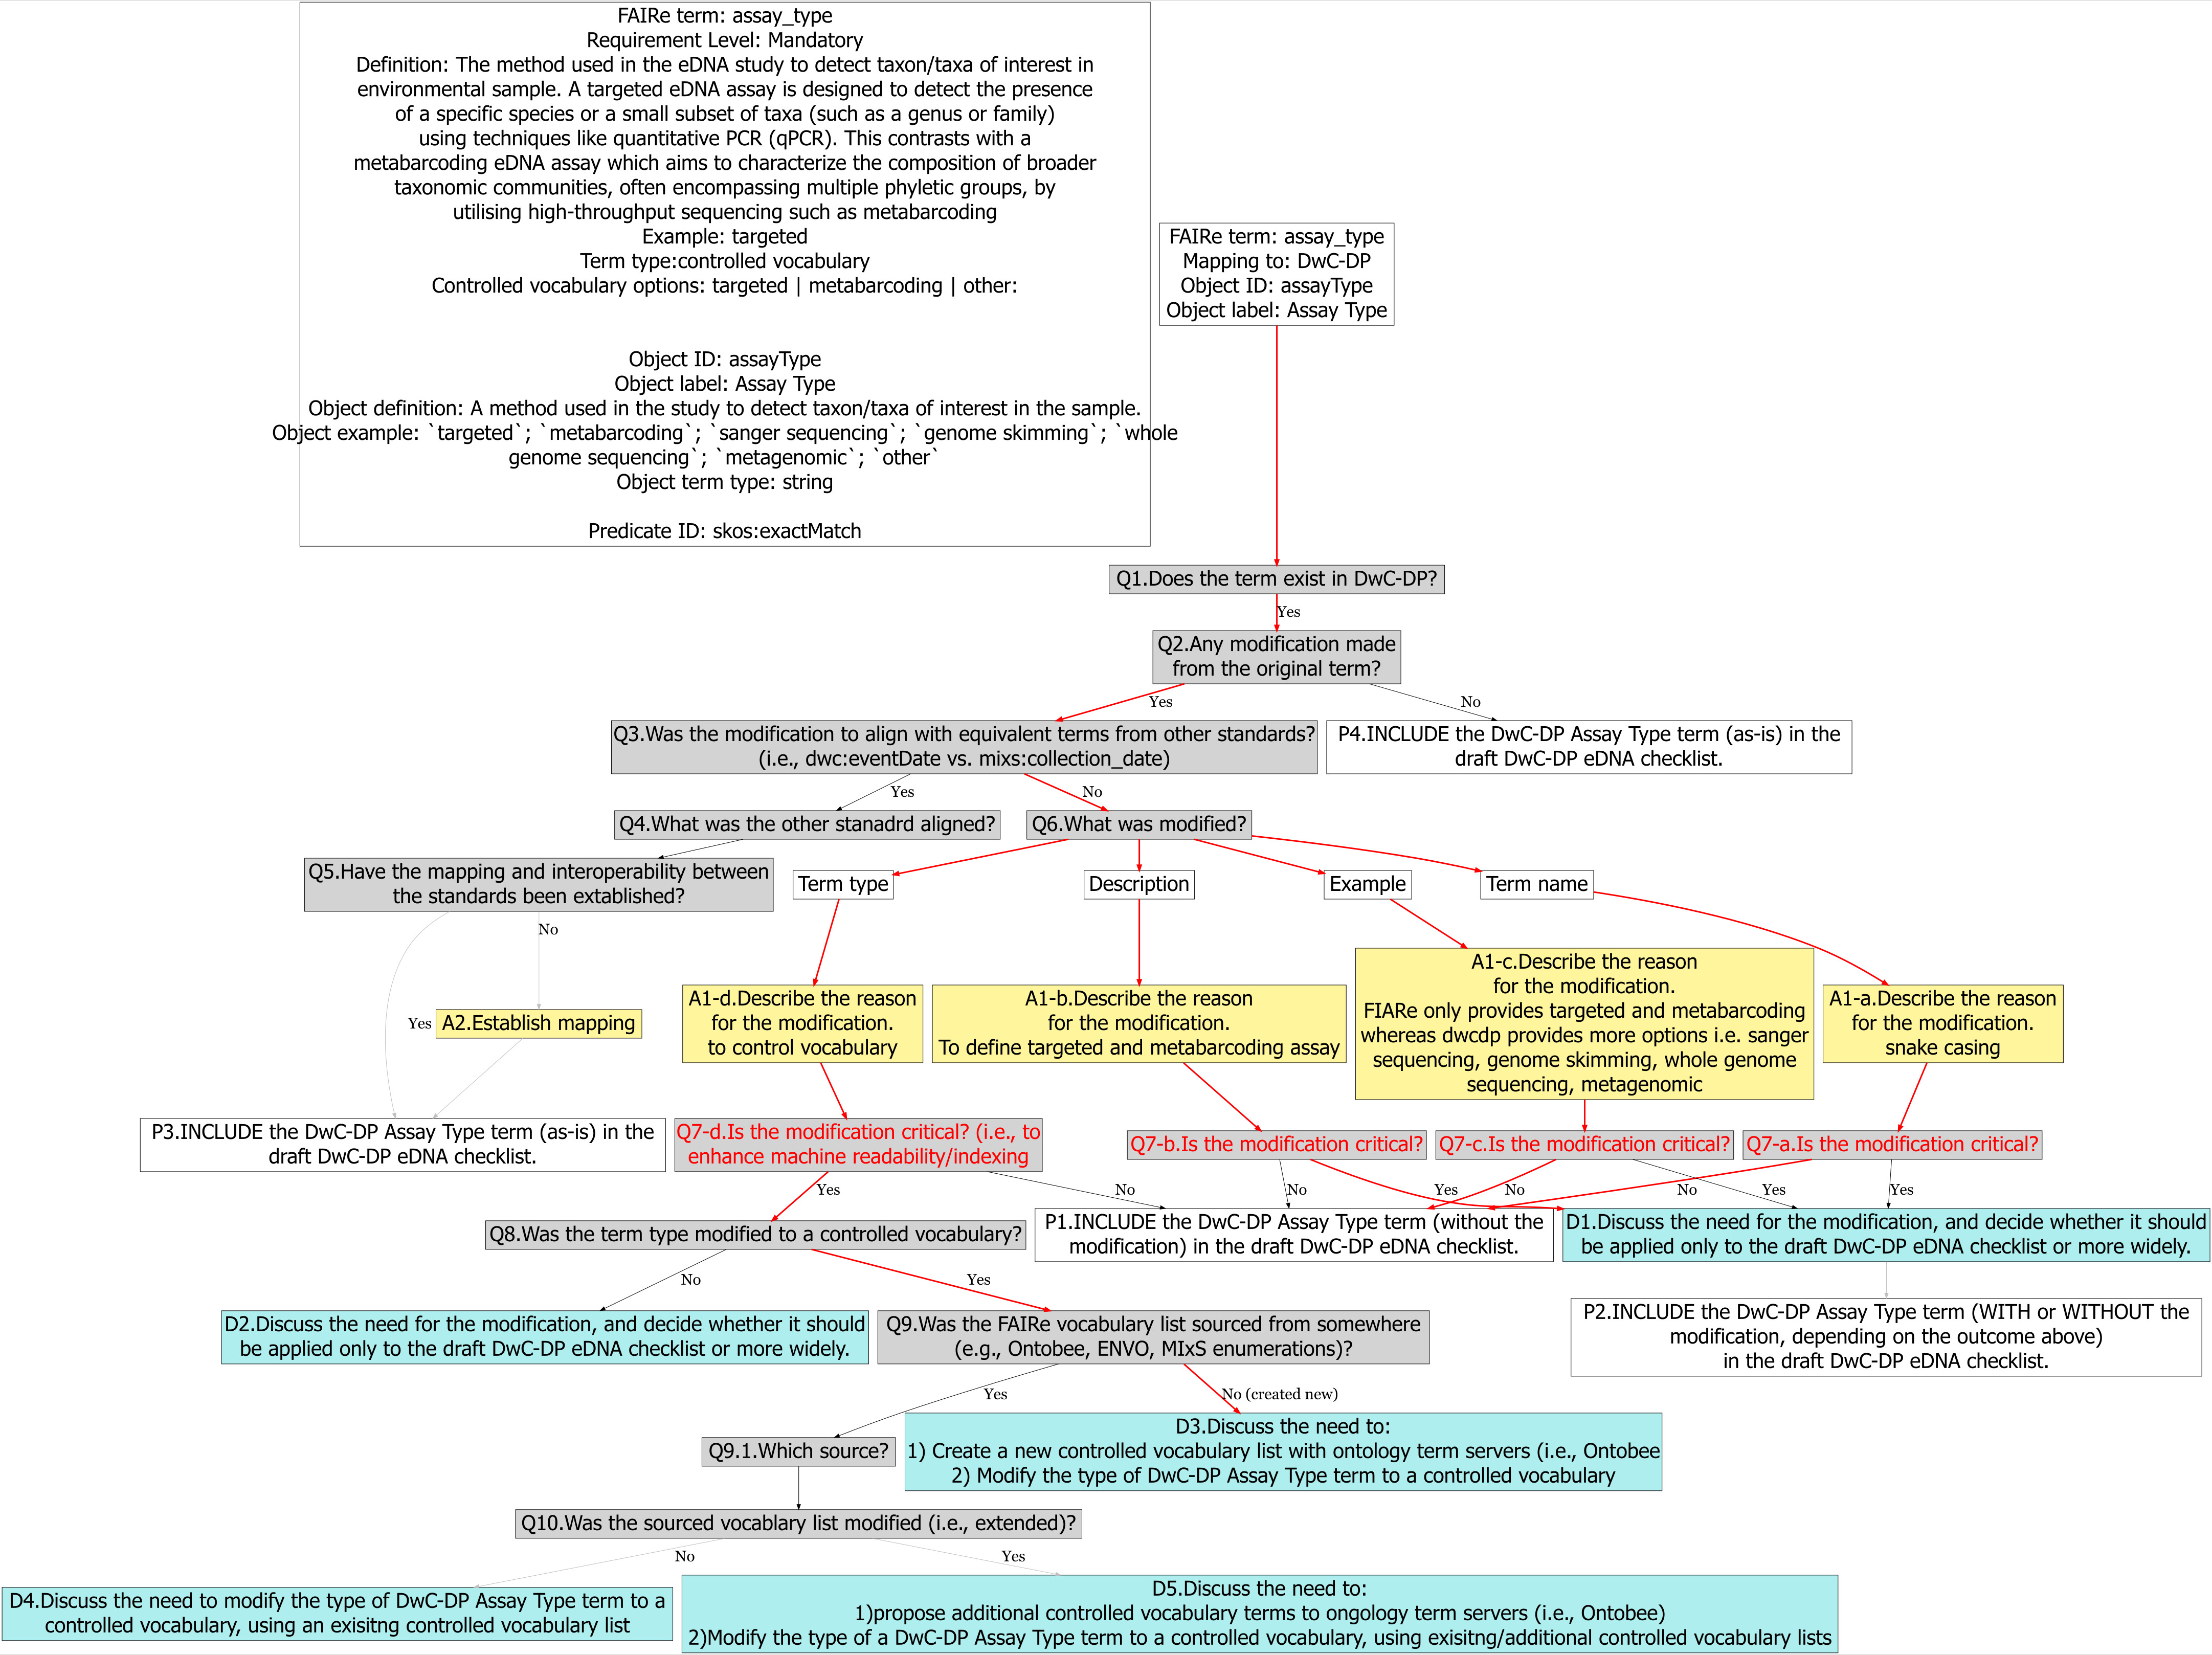 FAIRe term: assay_type
Requirement Level: Mandatory
Definition: The method used in the eDNA study to detect taxon/taxa of interest in
environmental sample. A targeted eDNA assay is designed to detect the presence
of a specific species or a small subset of taxa (such as a genus or family)
using techniques like quantitative PCR (qPCR). This contrasts with a
metabarcoding eDNA assay which aims to characterize the composition of broader
taxonomic communities, often encompassing multiple phyletic groups, by
utilising high-throughput sequencing such as metabarcoding
Example: targeted
Term type:controlled vocabulary
Controlled vocabulary options: targeted | metabarcoding | other:
Object ID: assayType
Object label: Assay Type
Object definition: A method used in the study to detect taxon/taxa of interest in the sample.
Object example: `targeted`; `metabarcoding`; `sanger sequencing`; `genome skimming`; `whole
genome sequencing`; `metagenomic`; `other`
Object term type: string
Predicate ID: skos:exactMatch
FAIRe term: assay_type
Mapping to: DwC-DP
Object ID: assayType
Object label: Assay Type
Q1.Does the term exist in DwC-DP?
Yes
Q2.Any modification made
from the original term?
Yes
No
Q3.Was the modification to align with equivalent terms from other standards?
(i.e., dwc:eventDate vs. mixs:collection_date)
P4.INCLUDE the DwC-DP Assay Type term (as-is) in the
draft DwC-DP eDNA checklist.
Yes
No
Q4.What was the other stanadrd aligned?
Q6.What was modified?
Q5.Have the mapping and interoperability between
the standards been extablished?
Term type
Description
Example
Term name
No
Yes
A2.Establish mapping
A1-d.Describe the reason
for the modification.
to control vocabulary
A1-b.Describe the reason
for the modification.
To define targeted and metabarcoding assay
A1-c.Describe the reason
for the modification.
FIARe only provides targeted and metabarcoding
whereas dwcdp provides more options i.e. sanger
sequencing, genome skimming, whole genome
sequencing, metagenomic
A1-a.Describe the reason
for the modification.
snake casing
P3.INCLUDE the DwC-DP Assay Type term (as-is) in the
draft DwC-DP eDNA checklist.
Q7-d.Is the modification critical? (i.e., to
enhance machine readability/indexing
Q7-b.Is the modification critical?
Q7-c.Is the modification critical?
Q7-a.Is the modification critical?
Yes
No
No
Yes
No
No
Yes
Yes
Q8.Was the term type modified to a controlled vocabulary?
P1.INCLUDE the DwC-DP Assay Type term (without the
modification) in the draft DwC-DP eDNA checklist.
D1.Discuss the need for the modification, and decide whether it should
be applied only to the draft DwC-DP eDNA checklist or more widely.
No
Yes
D2.Discuss the need for the modification, and decide whether it should
be applied only to the draft DwC-DP eDNA checklist or more widely.
Q9.Was the FAIRe vocabulary list sourced from somewhere
(e.g., Ontobee, ENVO, MIxS enumerations)?
P2.INCLUDE the DwC-DP Assay Type term (WITH or WITHOUT the
modification, depending on the outcome above)
in the draft DwC-DP eDNA checklist.
Yes
No (created new)
Q9.1.Which source?
D3.Discuss the need to:
1) Create a new controlled vocabulary list with ontology term servers (i.e., Ontobee
2) Modify the type of DwC-DP Assay Type term to a controlled vocabulary
Q10.Was the sourced vocablary list modified (i.e., extended)?
No
Yes
D4.Discuss the need to modify the type of DwC-DP Assay Type term to a
controlled vocabulary, using an exisitng controlled vocabulary list
D5.Discuss the need to:
1)propose additional controlled vocabulary terms to ongology term servers (i.e., Ontobee)
2)Modify the type of a DwC-DP Assay Type term to a controlled vocabulary, using exisitng/additional controlled vocabulary lists